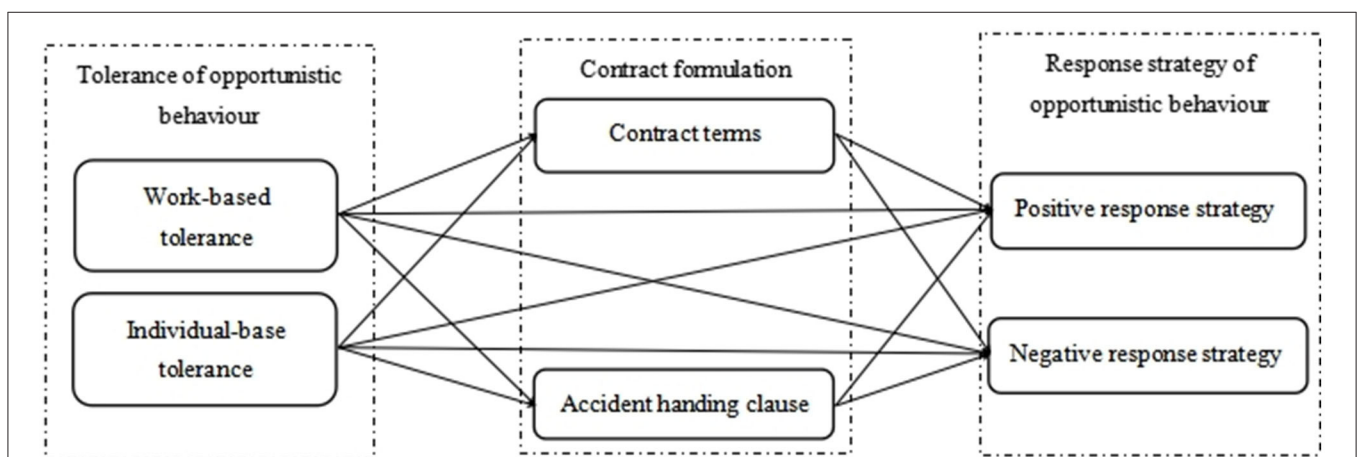 Tolerance of opportunistic
behaviour
Work-based
tolerance
Individual-base
tolerance
Contract formulation
Contract terms
Accident handing clause
Response strategy of
opportunistic behaviour
Positive response strategy
Negative response strategy